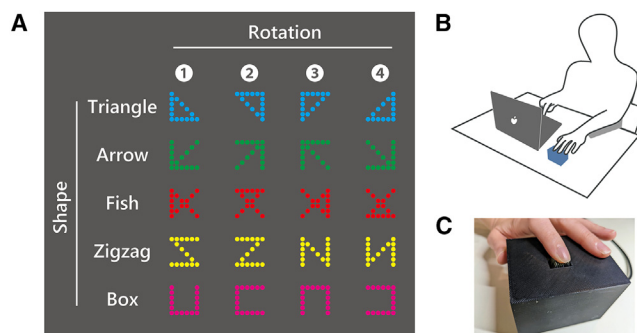 A
Rotation
1 2 3 4
Shape
Triangle
Arrow
Fish
Zigzag
Box
B
C